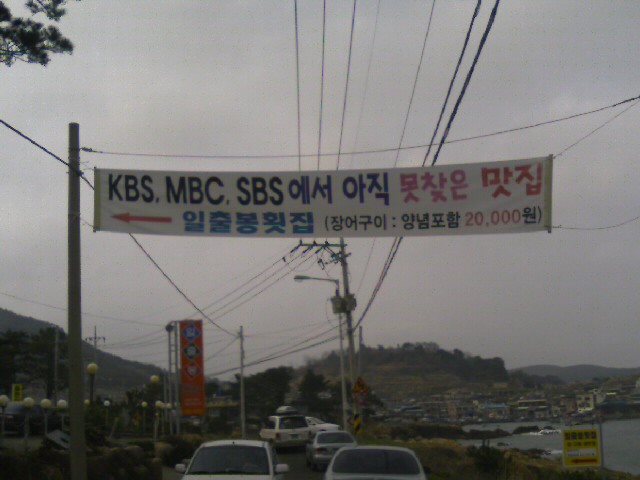 KBS, MBC, SBS에서 아직 못찾은 맛집
일출봉횟집 (장어구이 : 양념포함 20,000원)